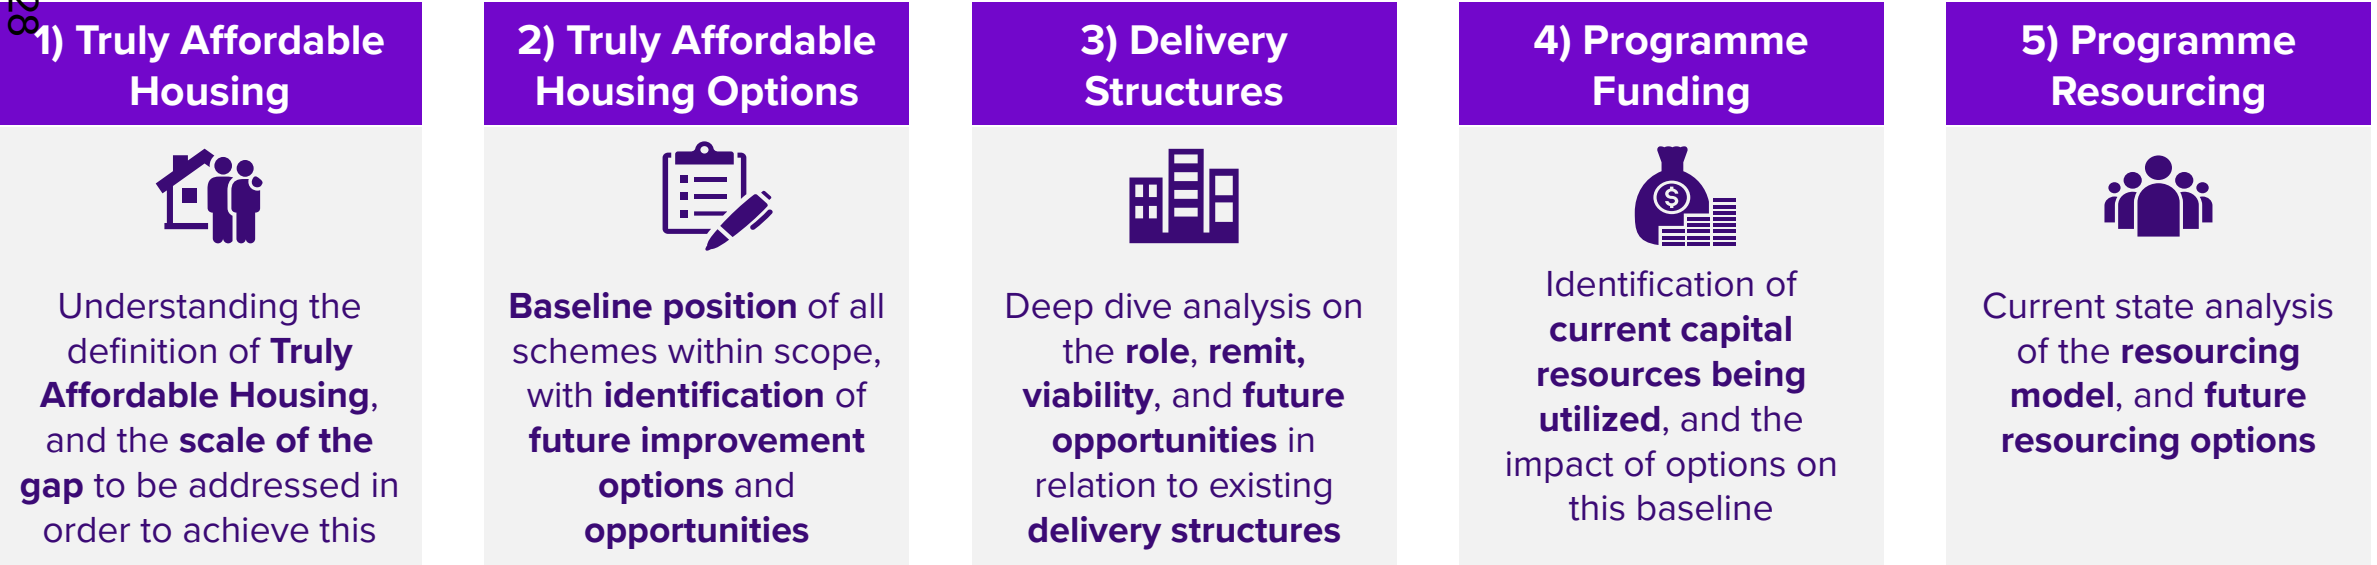 28
1) Truly Affordable
Housing
Understanding the
definition of Truly
Affordable Housing,
and the scale of the
gap to be addressed in
order to achieve this
2) Truly Affordable
Housing Options
Baseline position of all
schemes within scope,
with identification of
future improvement
options and
opportunities
3) Delivery
Structures
Deep dive analysis on
the role, remit,
viability, and future
opportunities in
relation to existing
delivery structures
4) Programme
Funding
$
Identification of
current capital
resources being
utilized, and the
impact of options on
this baseline
5) Programme
Resourcing
Current state analysis
of the resourcing
model, and future
resourcing options